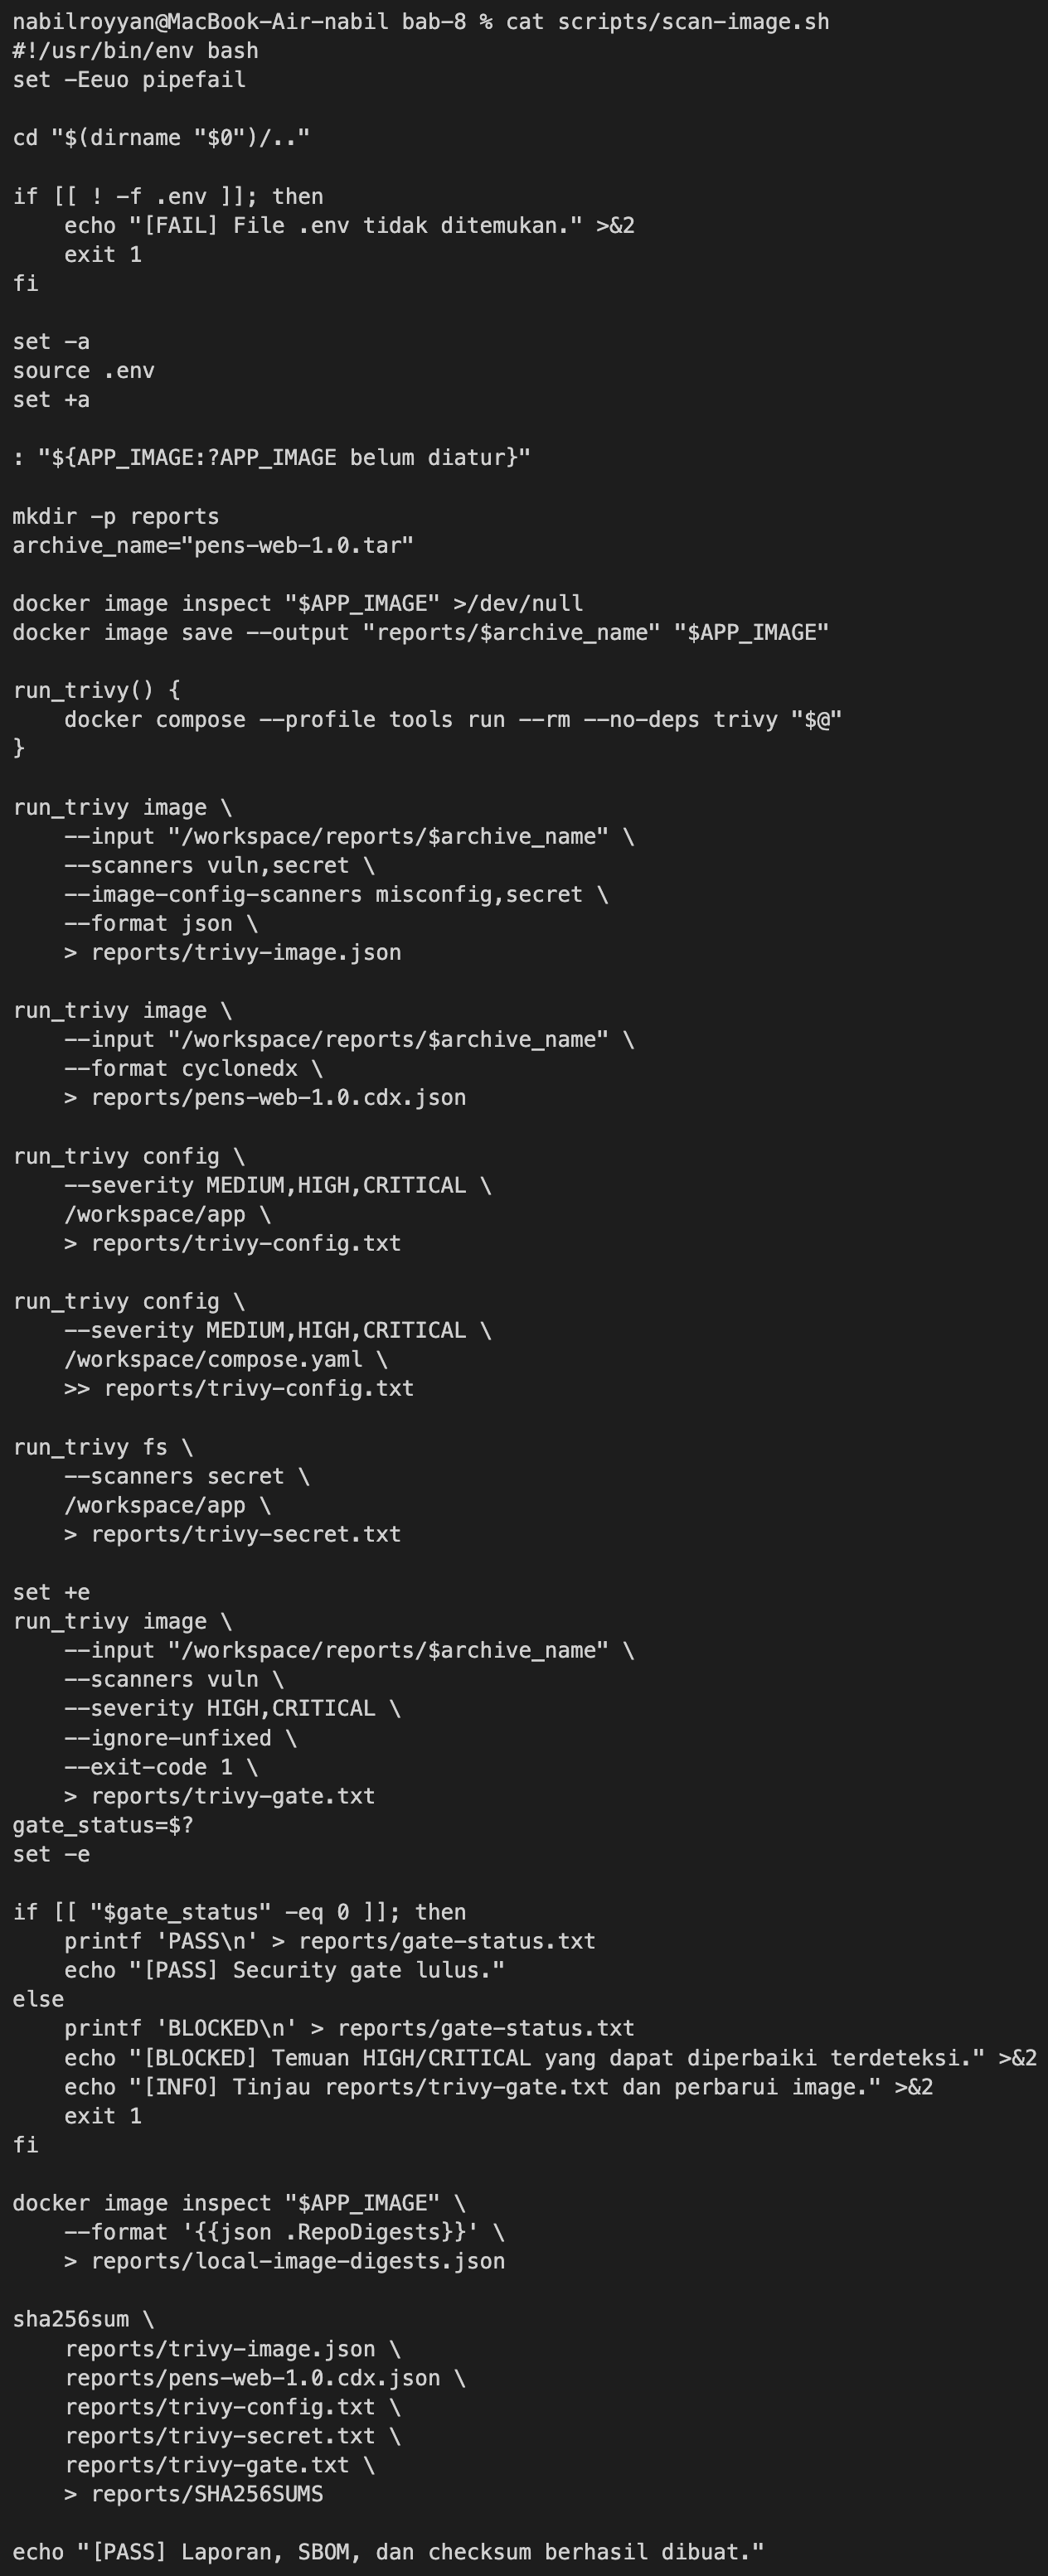 nabilroyyan@MacBook-Air-nabil bab-8 % cat scripts/scan-image.sh
#!/usr/bin/env bash
set -Eeuo pipefail

cd "$(dirname "$0")/.."

if [[ ! -f .env ]]; then
    echo "[FAIL] File .env tidak ditemukan." >&2
    exit 1
fi

set -a
source .env
set +a

: "${APP_IMAGE:?APP_IMAGE belum diatur}"

mkdir -p reports
archive_name="pens-web-1.0.tar"

docker image inspect "$APP_IMAGE" >/dev/null
docker image save --output "reports/$archive_name" "$APP_IMAGE"

run_trivy() {
    docker compose --profile tools run --rm --no-deps trivy "$@"
}

run_trivy image \
    --input "/workspace/reports/$archive_name" \
    --scanners vuln,secret \
    --image-config-scanners misconfig,secret \
    --format json \
    > reports/trivy-image.json

run_trivy image \
    --input "/workspace/reports/$archive_name" \
    --format cyclonedx \
    > reports/pens-web-1.0.cdx.json

run_trivy config \
    --severity MEDIUM,HIGH,CRITICAL \
    /workspace/app \
    > reports/trivy-config.txt

run_trivy config \
    --severity MEDIUM,HIGH,CRITICAL \
    /workspace/compose.yaml \
    >> reports/trivy-config.txt

run_trivy fs \
    --scanners secret \
    /workspace/app \
    > reports/trivy-secret.txt

set +e
run_trivy image \
    --input "/workspace/reports/$archive_name" \
    --scanners vuln \
    --severity HIGH,CRITICAL \
    --ignore-unfixed \
    --exit-code 1 \
    > reports/trivy-gate.txt
gate_status=$?
set -e

if [[ "$gate_status" -eq 0 ]]; then
    printf 'PASS\n' > reports/gate-status.txt
    echo "[PASS] Security gate lulus."
else
    printf 'BLOCKED\n' > reports/gate-status.txt
    echo "[BLOCKED] Temuan HIGH/CRITICAL yang dapat diperbaiki terdeteksi." >&2
    echo "[INFO] Tinjau reports/trivy-gate.txt dan perbarui image." >&2
    exit 1
fi

docker image inspect "$APP_IMAGE" \
    --format '{{json .RepoDigests}}' \
    > reports/local-image-digests.json

sha256sum \
    reports/trivy-image.json \
    reports/pens-web-1.0.cdx.json \
    reports/trivy-config.txt \
    reports/trivy-secret.txt \
    reports/trivy-gate.txt \
    > reports/SHA256SUMS

echo "[PASS] Laporan, SBOM, dan checksum berhasil dibuat."